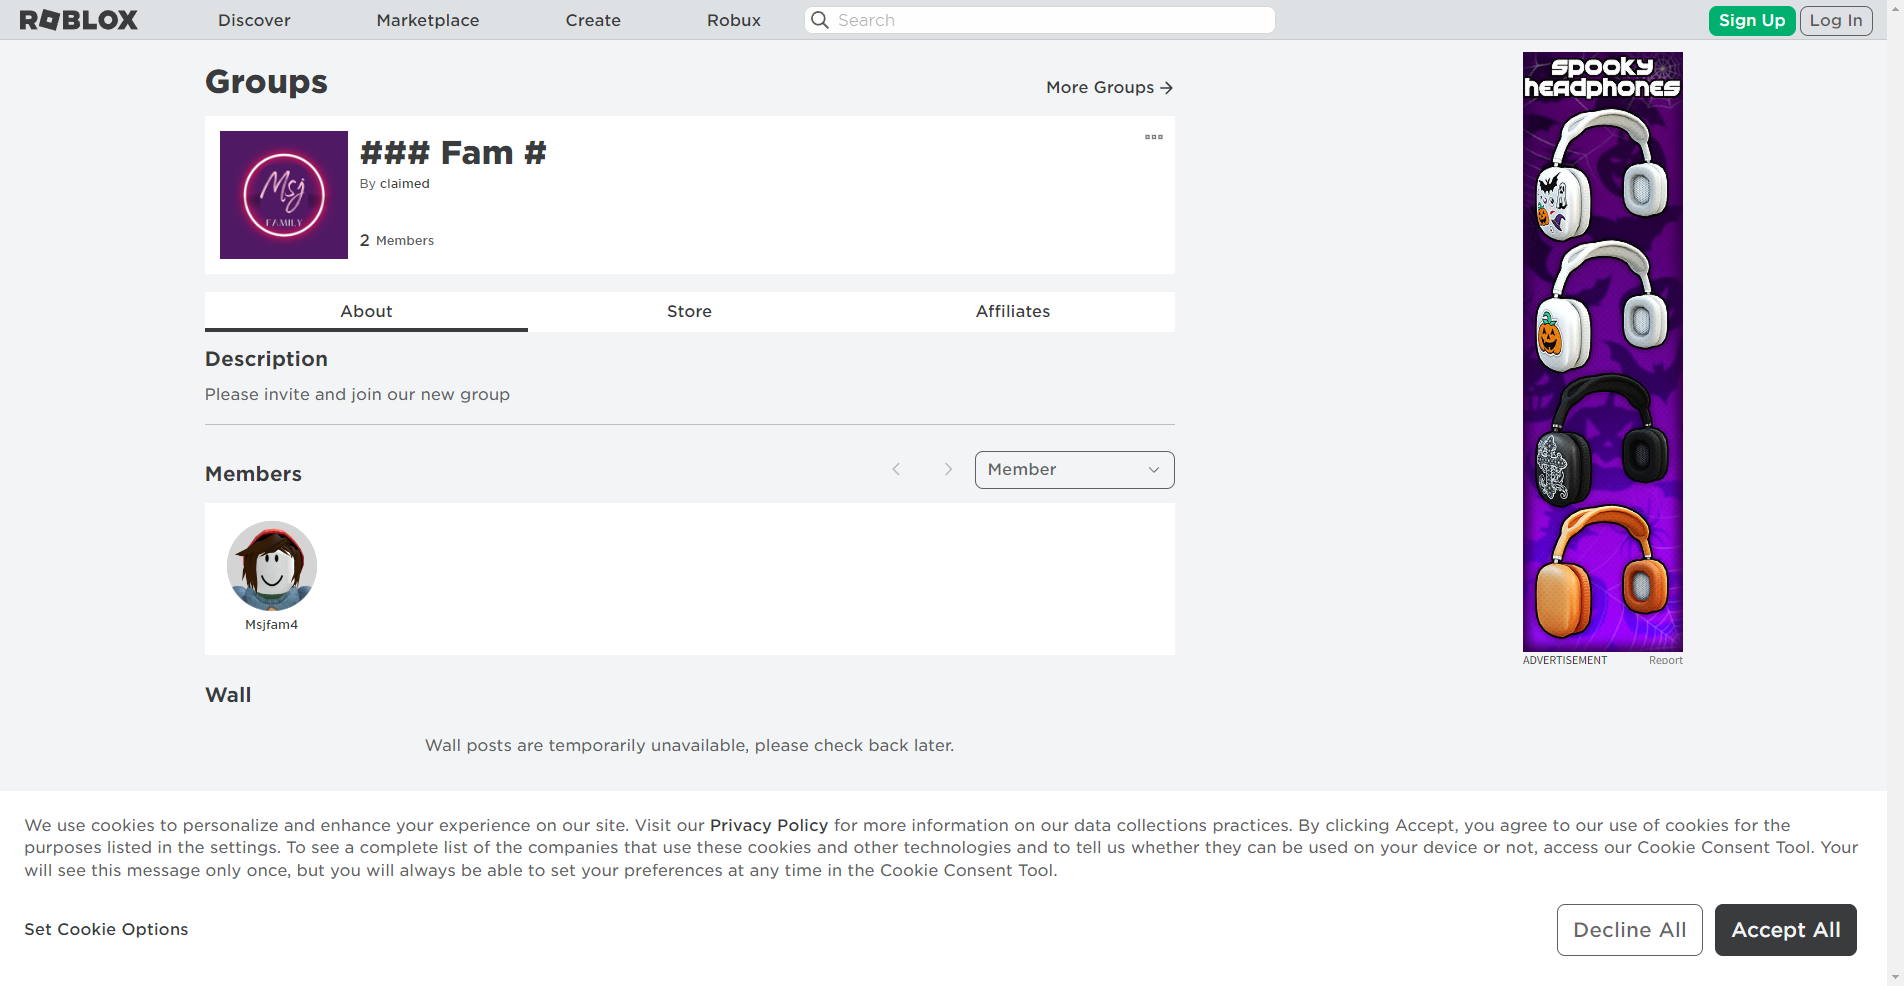 ROBLOX
Discover
Marketplace
Create
Robux
Search
Sign Up
Log In
Groups
More Groups
Msj
FAMILY
### Fam #
By claimed
2 Members
About
Store
Affiliates
Description
Please invite and join our new group
Members
Member
Msjfam4
Wall
Wall posts are temporarily unavailable, please check back later.
spooky
headphones
ADVERTISEMENT
Report
We use cookies to personalize and enhance your experience on our site. Visit our Privacy Policy for more information on our data collections practices. By clicking Accept, you agree to our use of cookies for the
purposes listed in the settings. To see a complete list of the companies that use these cookies and other technologies and to tell us whether they can be used on your device or not, access our Cookie Consent Tool. Your
will see this message only once, but you will always be able to set your preferences at any time in the Cookie Consent Tool.
Set Cookie Options
Decline All
Accept All